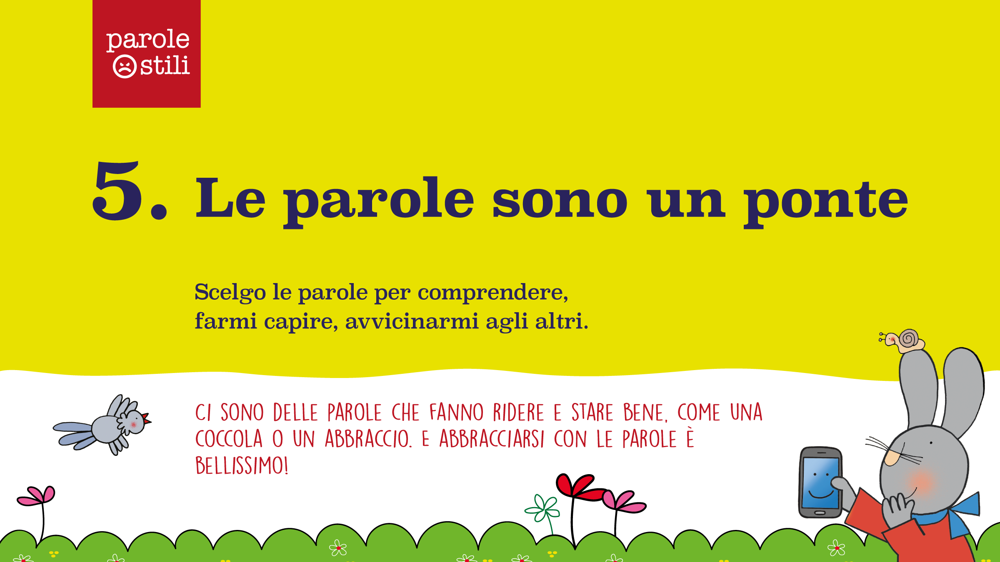 parole
ostili
5. Le parole sono un ponte
Scelgo le parole per comprendere,
farmi capire, avvicinarmi agli altri.
CI SONO DELLE PAROLE CHE FANNO RIDERE E STARE BENE, COME UNA
COCCOLA O UN ABBRACCIO. E ABBRACCIARSI CON LE PAROLE È
BELLISSIMO!